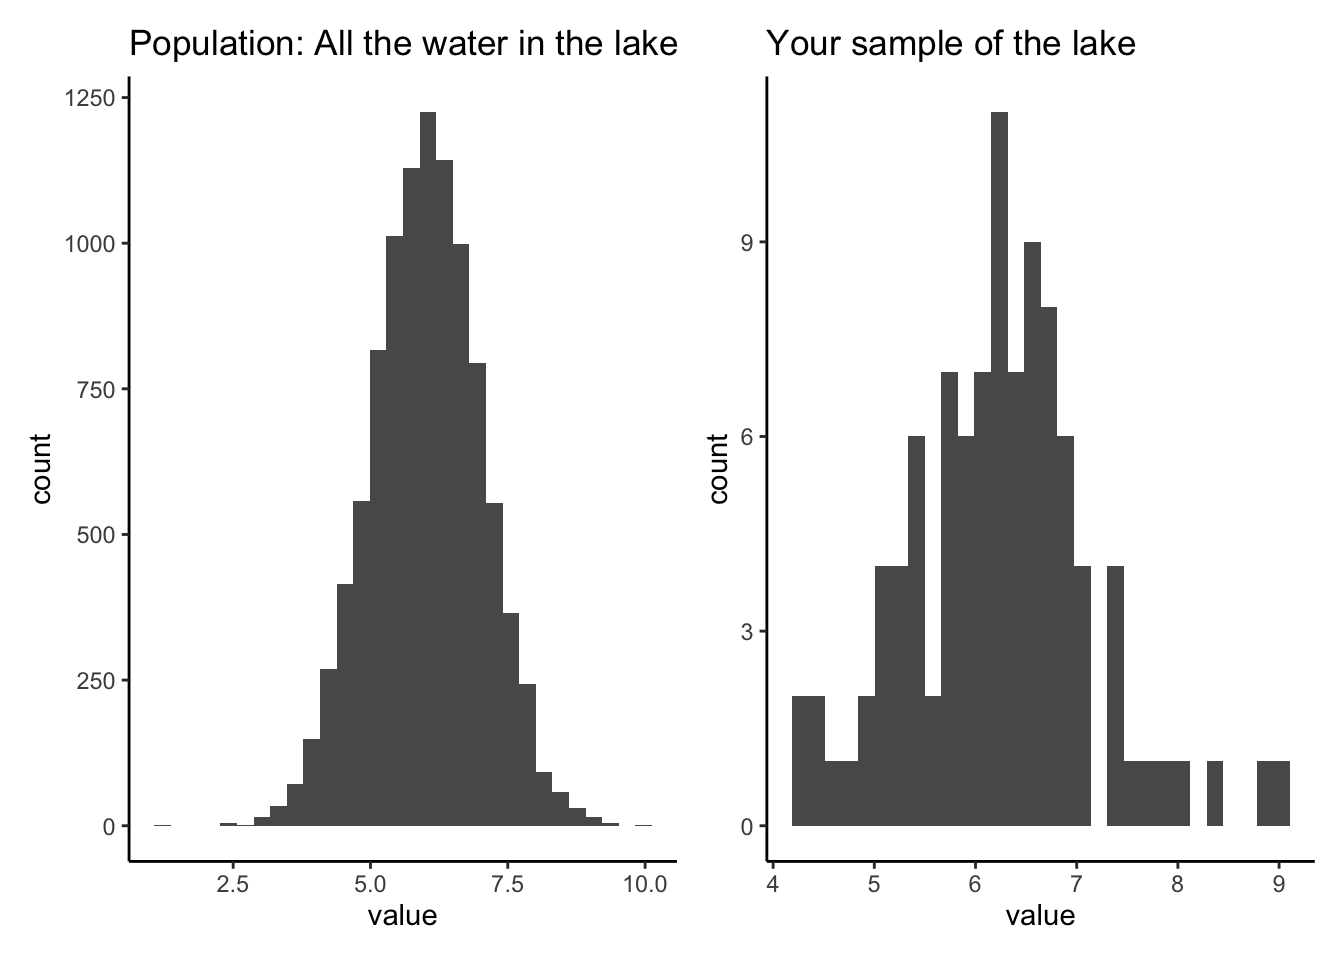 Population: All the water in the lake
1250
1000
750
500
250
0
count
2.5 5.0 7.5 10.0
value
Your sample of the lake
9
6
3
0
count
4 5 6 7 8 9
value